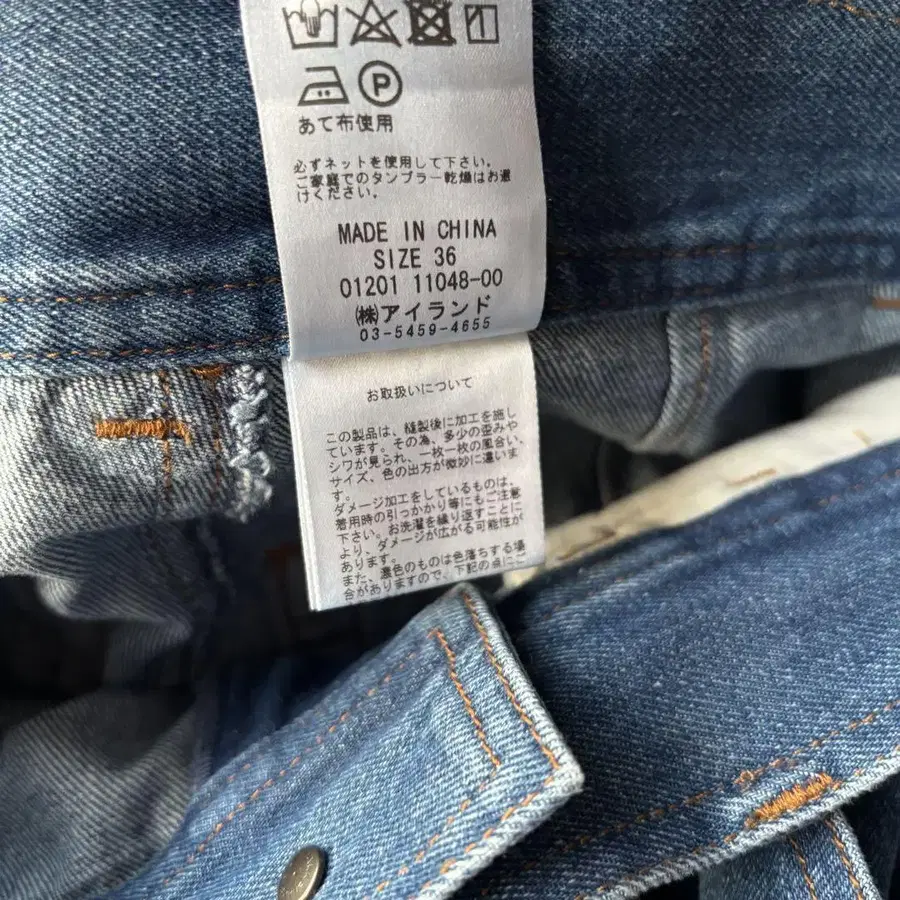 P
あて布使用
必ずネットを使用して下さい。
ご家庭でのタンブラー乾燥はお避
けください。
MADE IN CHINA
SIZE 36
01201 11048-00
㈱アイランド
03-5459-4655
お取扱いについて
この製品は、縫製後に加工を施し
ています。その為、多少の歪みや
シワが見られ、一枚一枚の風合い、
サイズ、色の出方が微妙に違いま
す。
ダメージ加工をしているものは、
着用時の引っかかり等にもご注意
下さい。お洗濯を繰り返すことに
より、ダメージが広がる可能性が
あります。
また、濃色のものは色落ちする場
合がありますので、下記の点にご